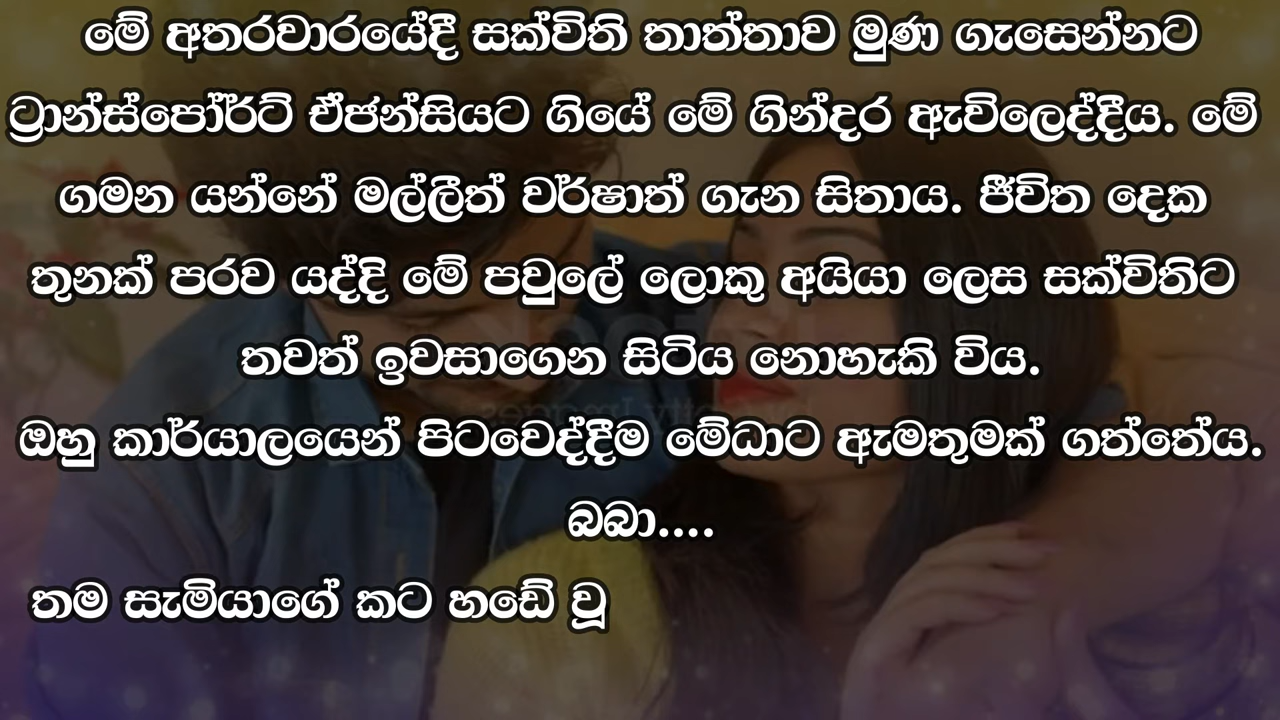 මේ අතරවාරයේදී සක්විති තාත්තාව මුණ ගැසෙන්නට
ට්‍රාන්ස්පෝර්ට් ඒජන්සියට ගියේ මේ ගින්දර ඇවිලෙද්දීය. මේ
ගමන යන්නේ මල්ලීත් වර්ෂාත් ගැන සිතාය. ජීවිත දෙක
තුනක් පරව යද්දි මේ පවුලේ ලොකු අයියා ලෙස සක්විතිට
තවත් ඉවසාගෙන සිටිය නොහැකි විය.
ඔහු කාර්යාලයෙන් පිටවෙද්දීම මේධාට ඇමතුමක් ගත්තේය.
බබා....
තම සැමියාගේ කට හඩේ වූ